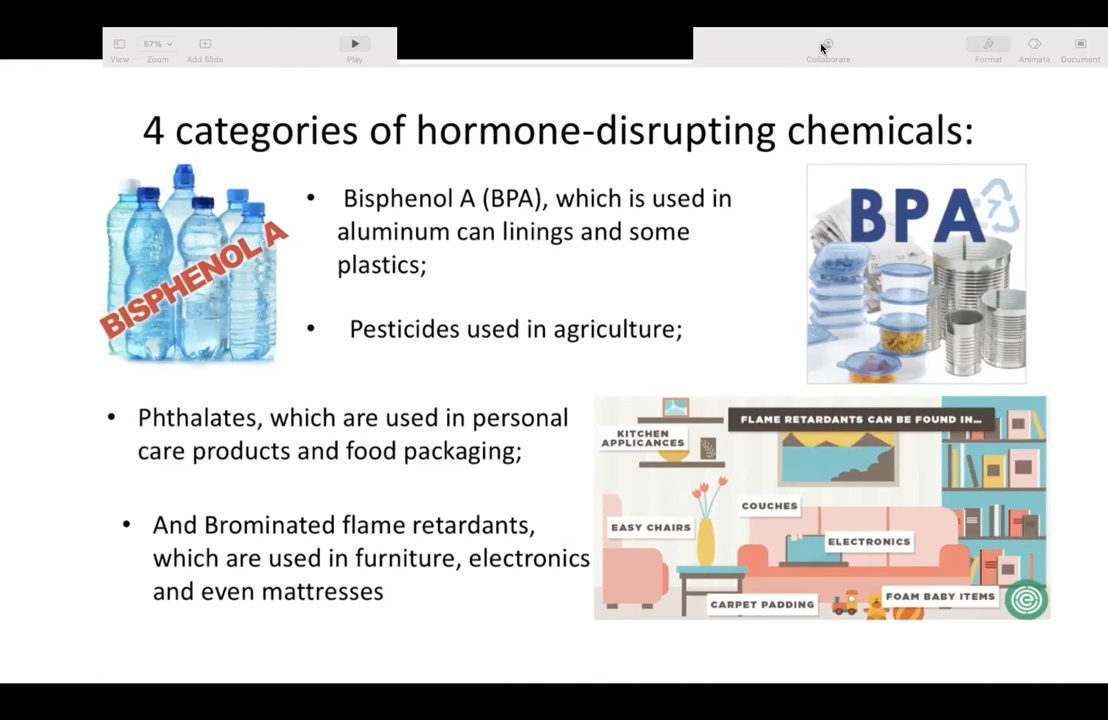 57%
View
Zoom
Add Slide
Play
Collaborate
Format
Animate
Document
4 categories of hormone-disrupting chemicals:
BISPHENOL A
• Bisphenol A (BPA), which is used in
aluminum can linings and some
plastics;
• Pesticides used in agriculture;
BPA
7
• Phthalates, which are used in personal
care products and food packaging;
• And Brominated flame retardants,
which are used in furniture, electronics
and even mattresses
FLAME RETARDANTS CAN BE FOUND IN...
KITCHEN
APPLICANCES
COUCHES
EASY CHAIRS
ELECTRONICS
FOAM BABY ITEMS
CARPET PADDING
e